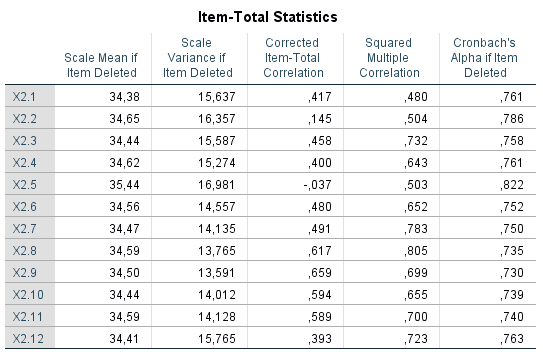 Item-Total Statistics
Scale Mean if Item Deleted | Scale Variance if Item Deleted | Corrected Item-Total Correlation | Squared Multiple Correlation | Cronbach's Alpha if Item Deleted
X2.1 34,38 15,637 ,417 ,480 ,761
X2.2 34,65 16,357 ,145 ,504 ,786
X2.3 34,44 15,587 ,458 ,732 ,758
X2.4 34,62 15,274 ,400 ,643 ,761
X2.5 35,44 16,981 -,037 ,503 ,822
X2.6 34,56 14,557 ,480 ,652 ,752
X2.7 34,47 14,135 ,491 ,783 ,750
X2.8 34,59 13,765 ,617 ,805 ,735
X2.9 34,50 13,591 ,659 ,699 ,730
X2.10 34,44 14,012 ,594 ,655 ,739
X2.11 34,59 14,128 ,589 ,700 ,740
X2.12 34,41 15,765 ,393 ,723 ,763